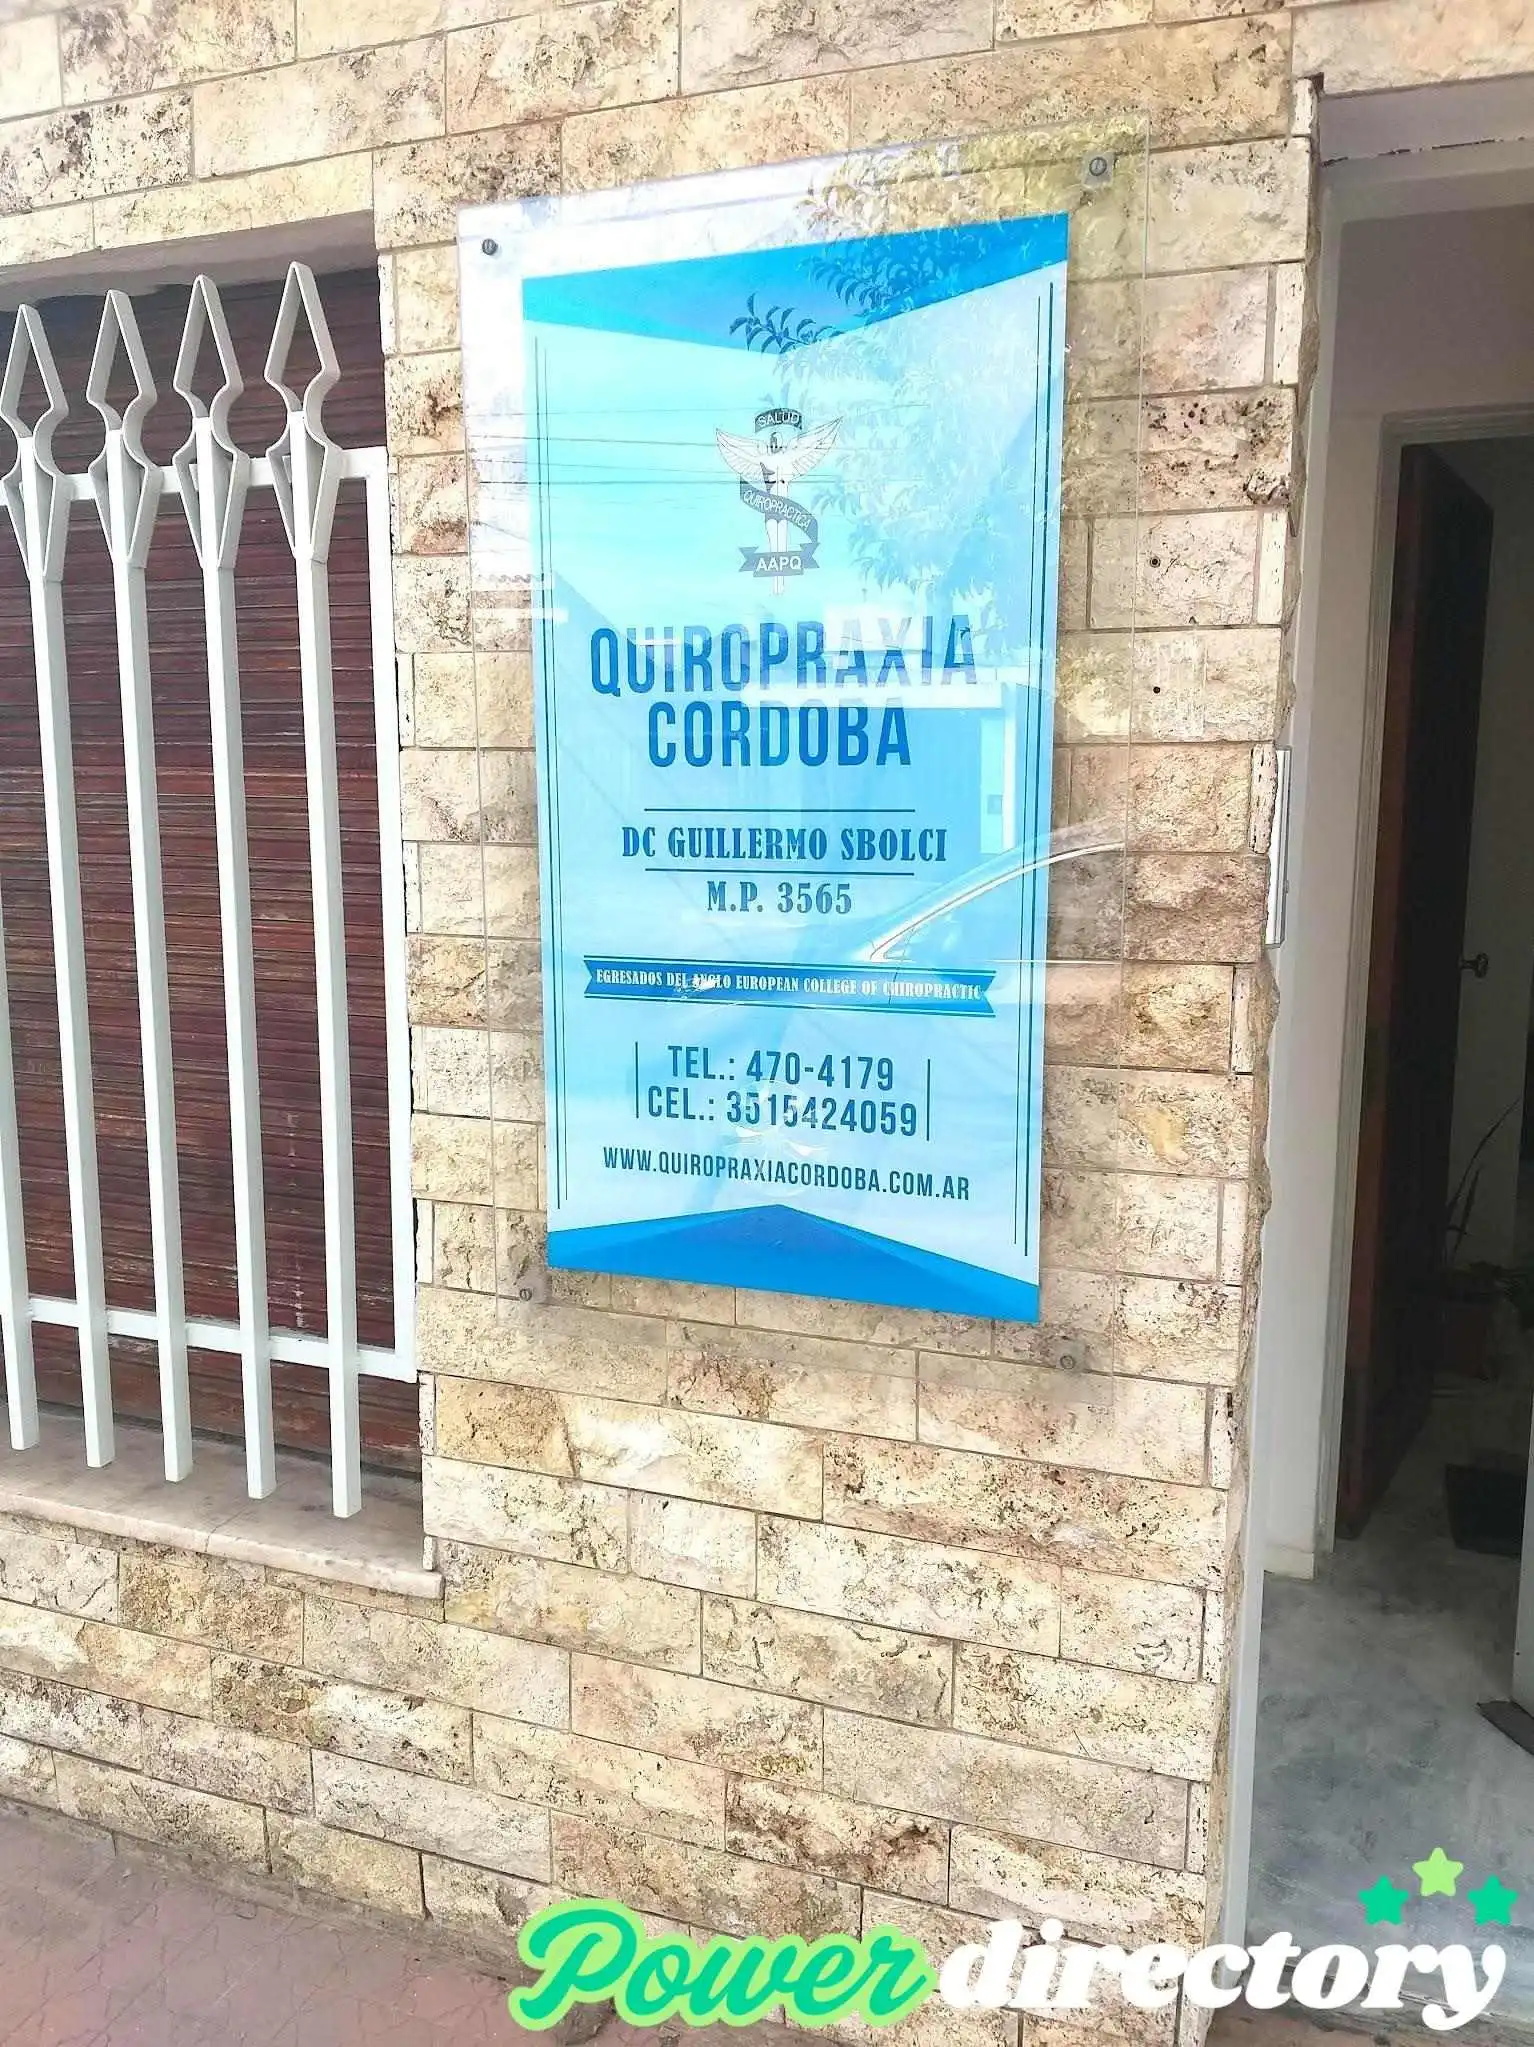 SALUD
QUIROPRACTICA
AAPQ
QUIROPRAXIA
CORDOBA
DC GUILLERMO SBOLCI
M.P. 3565
EGRESADOS DEL ANGLO EUROPEAN COLLEGE OF CHIROPRACTIC
TEL.: 470-4179
CEL.: 3515424059
WWW.QUIROPRAXIACORDOBA.COM.AR
Power directory